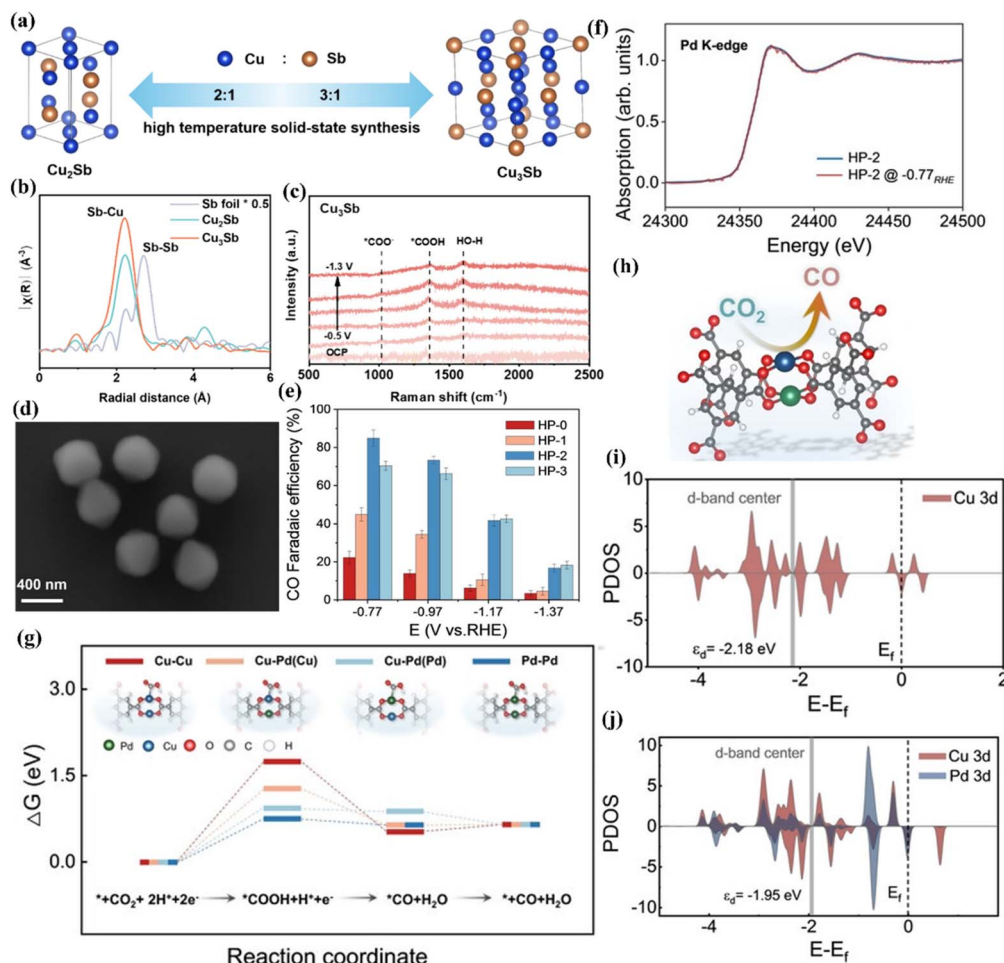 (a)
Cu : Sb
2:1 3:1
high temperature solid-state synthesis
Cu₂Sb
Cu₃Sb
(b)
Sb-Cu
Sb foil * 0.5
Cu₂Sb
Cu₃Sb
Sb-Sb
|χ(R)| (Å⁻³)
0 2 4 6
Radial distance (Å)
(c)
Cu₃Sb
*COO⁻ *COOH HO-H
-1.3 V
-0.5 V
OCP
Intensity (a.u.)
500 1000 1500 2000 2500
Raman shift (cm⁻¹)
(d)
400 nm
(e)
HP-0
HP-1
HP-2
HP-3
CO Faradaic efficiency (%)
100
80
60
40
20
0
-0.77 -0.97 -1.17 -1.37
E (V vs.RHE)
(f)
Pd K-edge
Absorption (arb. units)
1.0
0.5
0.0
HP-2
HP-2 @ -0.77RHE
24300 24350 24400 24450 24500
Energy (eV)
(g)
Cu-Cu Cu-Pd(Cu) Cu-Pd(Pd) Pd-Pd
Pd Cu O C H
ΔG (eV)
3.0
1.5
0.0
*+CO₂+ 2H⁺+2e⁻ *COOH+H⁺+e⁻ *CO+H₂O *+CO+H₂O
Reaction coordinate
(h)
CO₂ CO
(i)
d-band center
Cu 3d
PDOS
10
5
0
-5
-10
εd= -2.18 eV
Ef
-4 -2 0 2
E-Ef
(j)
d-band center
Cu 3d
Pd 3d
PDOS
10
5
0
-5
-10
εd= -1.95 eV
Ef
-4 -2 0 2
E-Ef